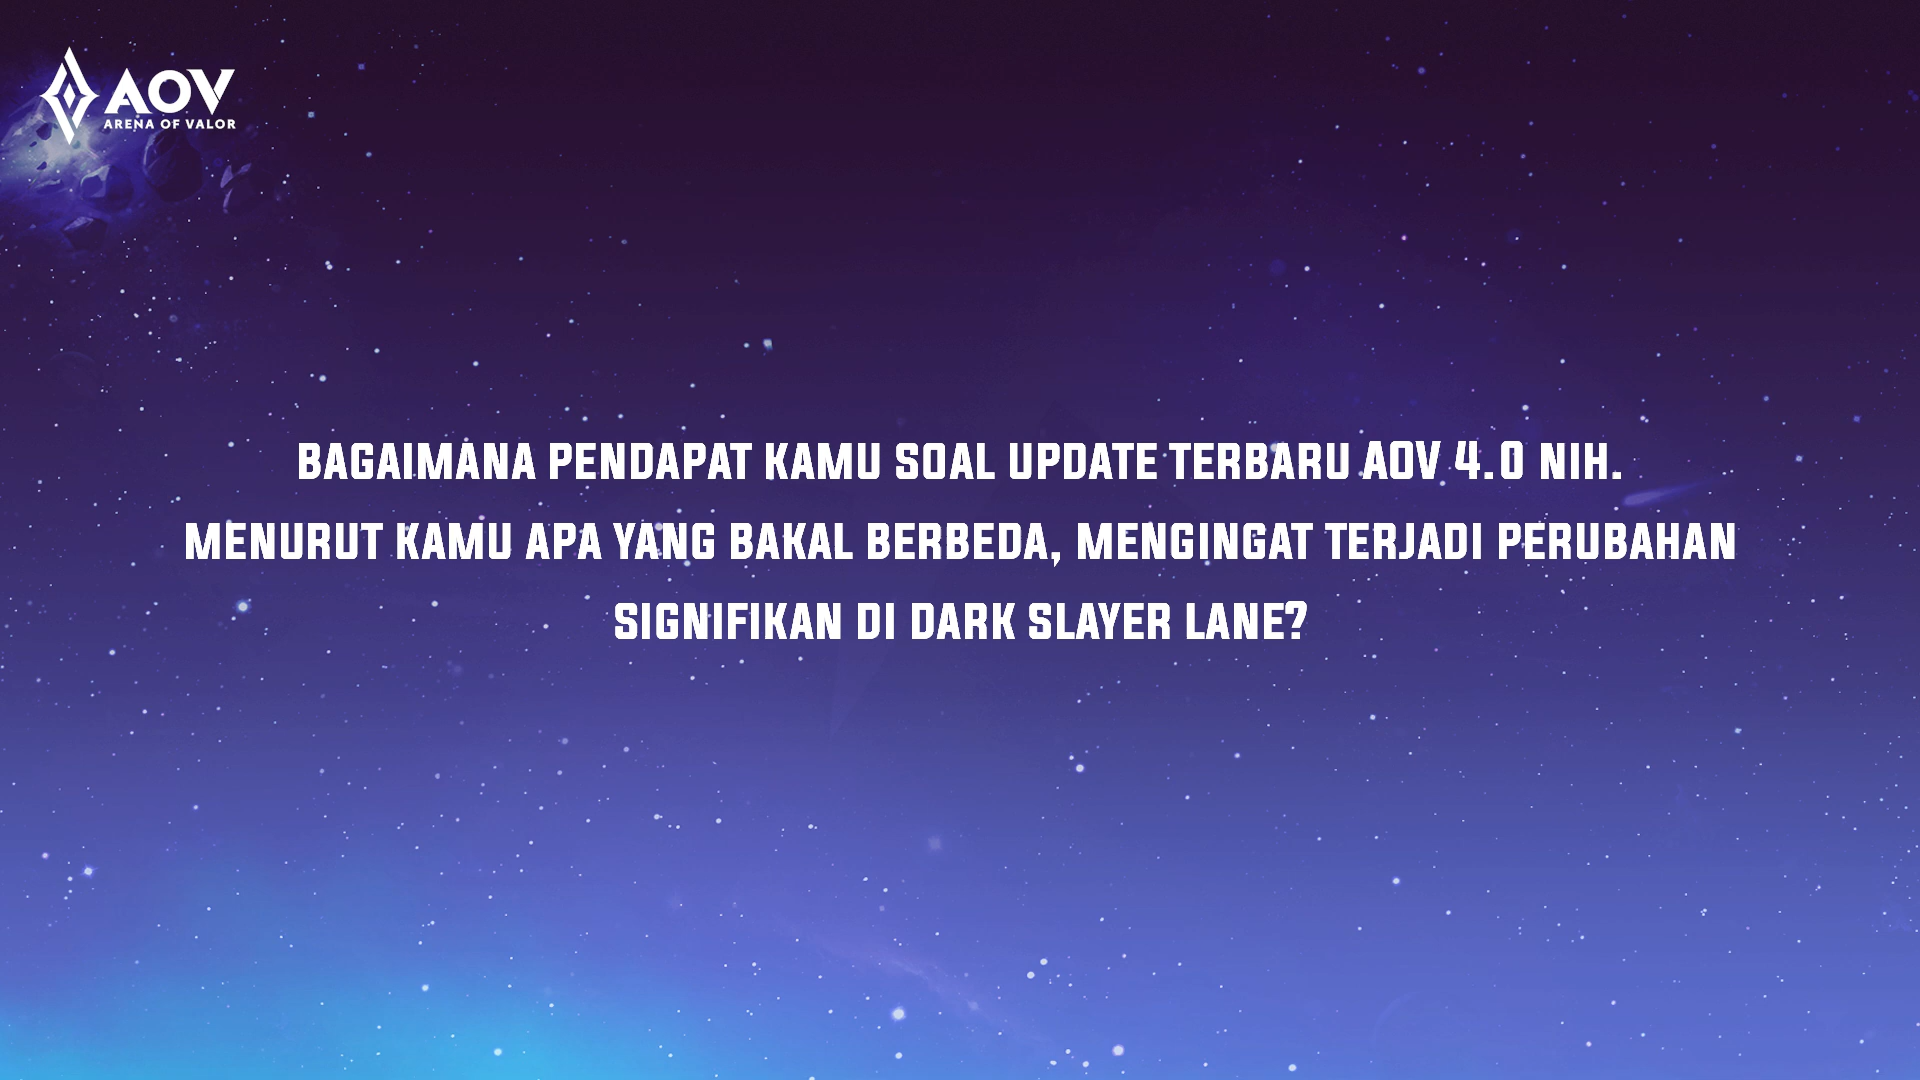 AOV
ARENA OF VALOR
BAGAIMANA PENDAPAT KAMU SOAL UPDATE TERBARU AOV 4.0 NIH.
MENURUT KAMU APA YANG BAKAL BERBEDA, MENGINGAT TERJADI PERUBAHAN
SIGNIFIKAN DI DARK SLAYER LANE?